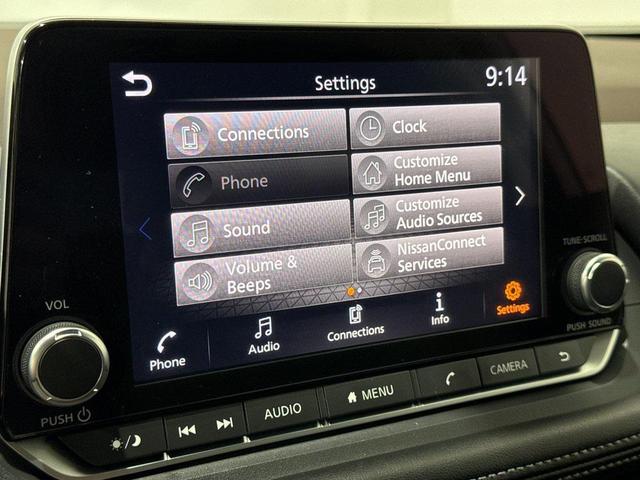 Settings
9:14
Connections
Clock
Phone
Customize
Home Menu
Sound
Customize
Audio Sources
Volume &
Beeps
NissanConnect
Services
Phone
Audio
Connections
Info
Settings
VOL
PUSH
TUNE·SCROLL
PUSH SOUND
AUDIO
MENU
CAMERA